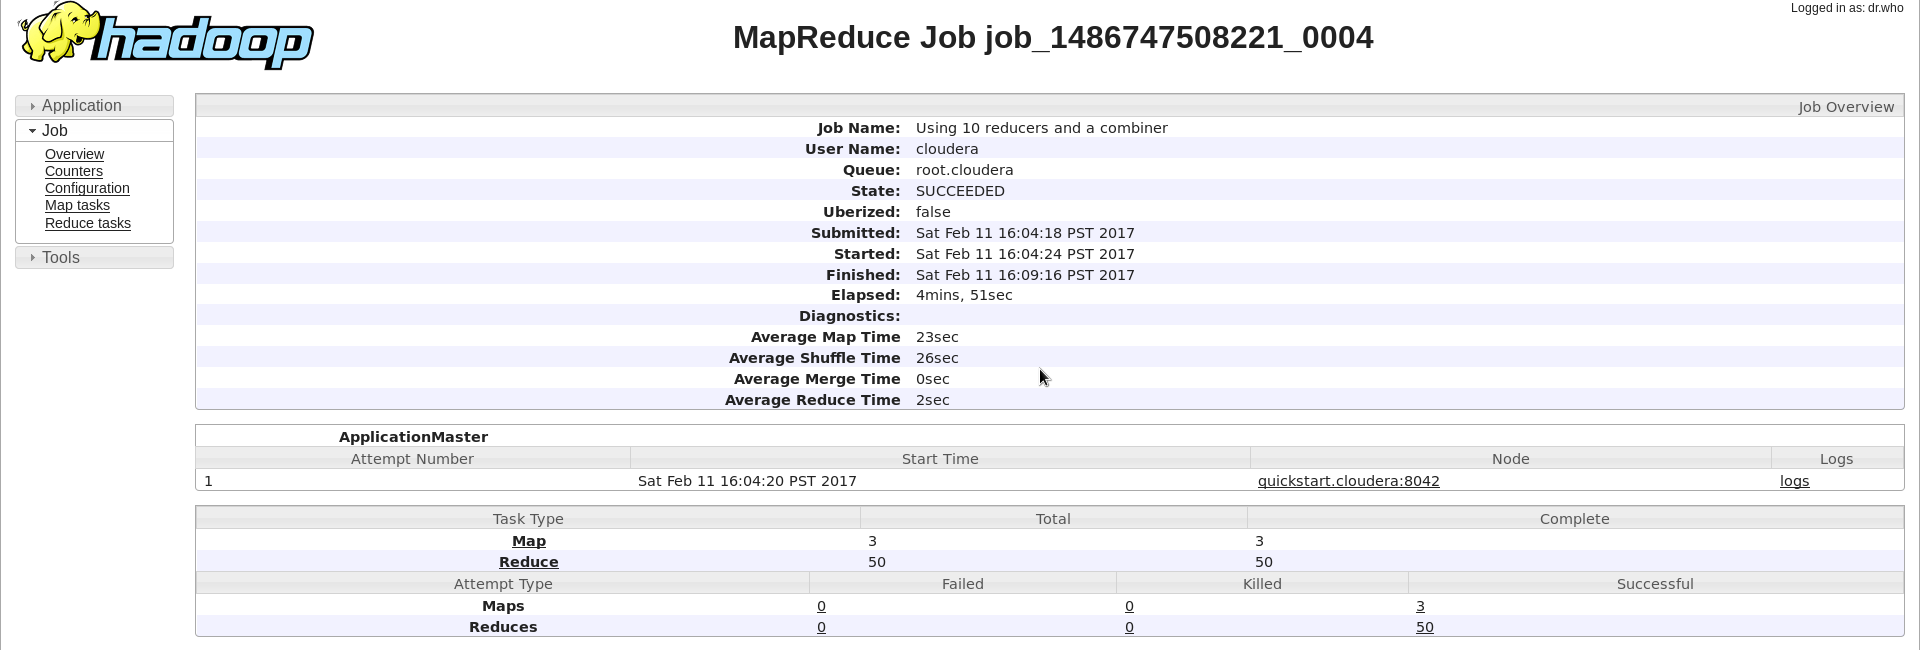 hadoop
MapReduce Job job_1486747508221_0004
Logged in as: dr.who
Application
Job
Overview
Counters
Configuration
Map tasks
Reduce tasks
Tools
Job Overview
Job Name: Using 10 reducers and a combiner
User Name: cloudera
Queue: root.cloudera
State: SUCCEEDED
Uberized: false
Submitted: Sat Feb 11 16:04:18 PST 2017
Started: Sat Feb 11 16:04:24 PST 2017
Finished: Sat Feb 11 16:09:16 PST 2017
Elapsed: 4mins, 51sec
Diagnostics:
Average Map Time 23sec
Average Shuffle Time 26sec
Average Merge Time 0sec
Average Reduce Time 2sec
ApplicationMaster
Attempt Number Start Time Node Logs
1 Sat Feb 11 16:04:20 PST 2017 quickstart.cloudera:8042 logs
Task Type Total Complete
Map 3 3
Reduce 50 50
Attempt Type Failed Killed Successful
Maps 0 0 3
Reduces 0 0 50